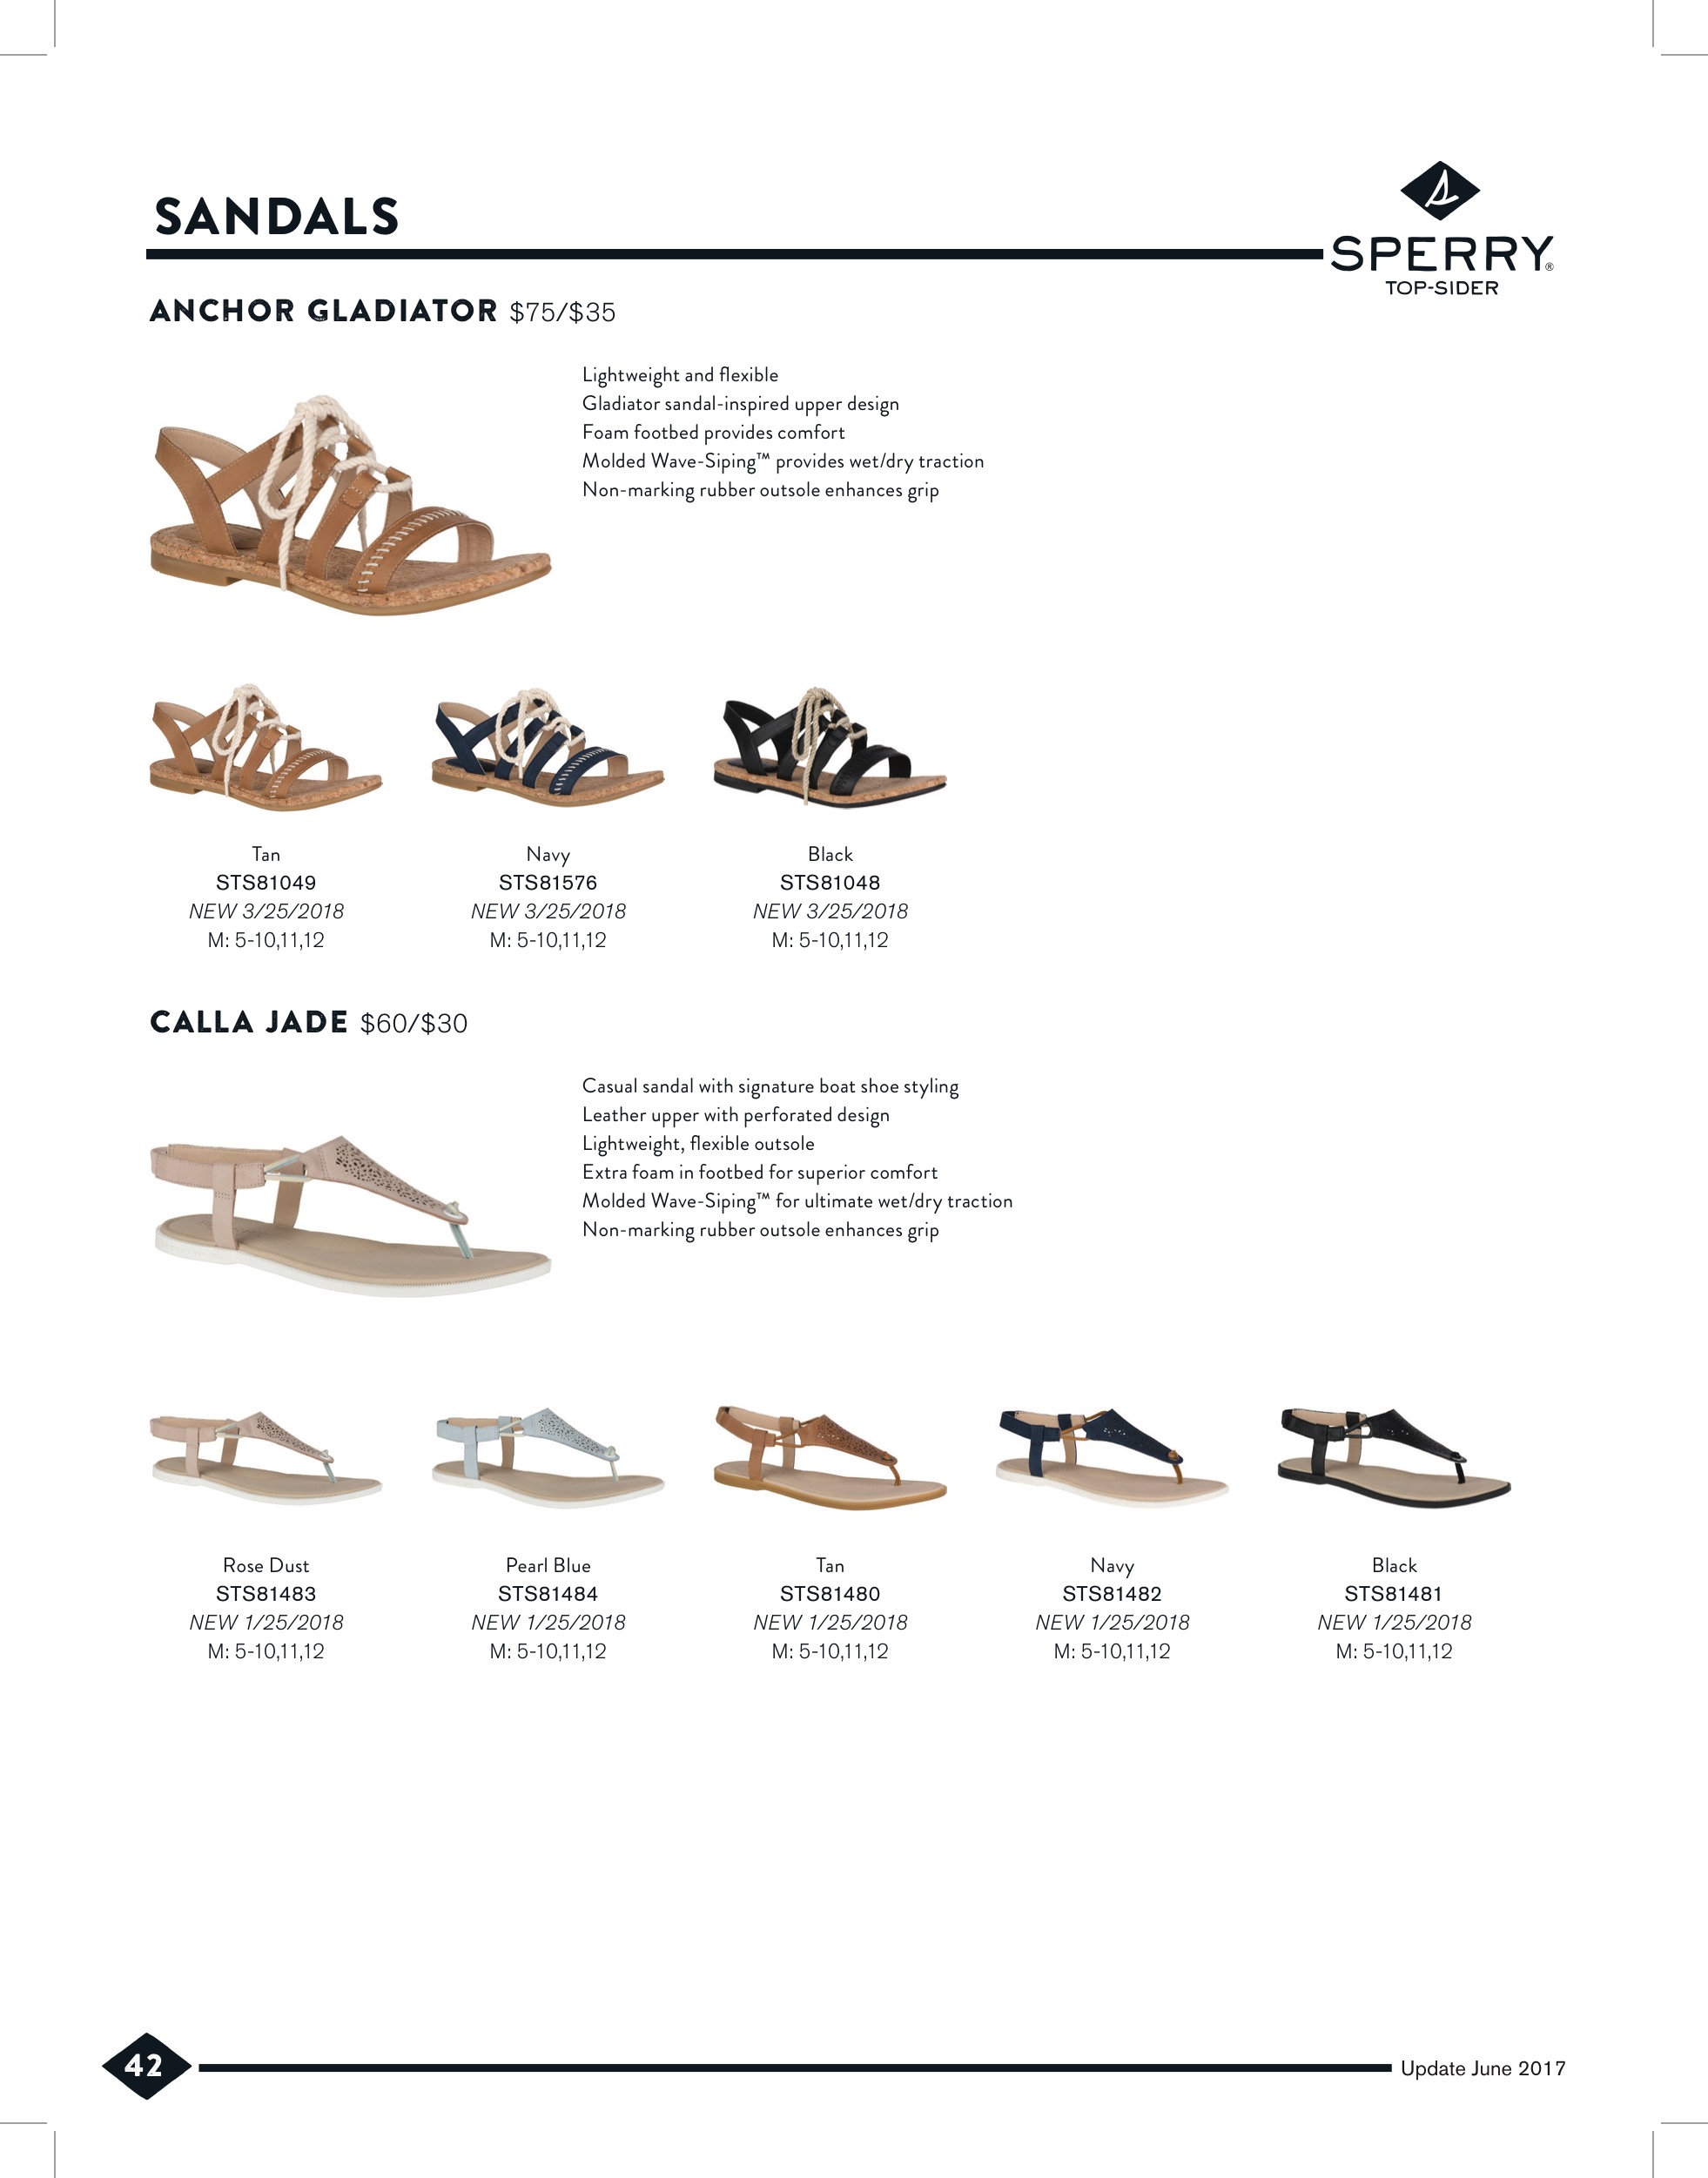 SANDALS
SPERRY®
TOP-SIDER
ANCHOR GLADIATOR $75/$35
Lightweight and flexible
Gladiator sandal-inspired upper design
Foam footbed provides comfort
Molded Wave-Siping™ provides wet/dry traction
Non-marking rubber outsole enhances grip
Tan
STS81049
NEW 3/25/2018
M: 5-10,11,12
Navy
STS81576
NEW 3/25/2018
M: 5-10,11,12
Black
STS81048
NEW 3/25/2018
M: 5-10,11,12
CALLA JADE $60/$30
Casual sandal with signature boat shoe styling
Leather upper with perforated design
Lightweight, flexible outsole
Extra foam in footbed for superior comfort
Molded Wave-Siping™ for ultimate wet/dry traction
Non-marking rubber outsole enhances grip
Rose Dust
STS81483
NEW 1/25/2018
M: 5-10,11,12
Pearl Blue
STS81484
NEW 1/25/2018
M: 5-10,11,12
Tan
STS81480
NEW 1/25/2018
M: 5-10,11,12
Navy
STS81482
NEW 1/25/2018
M: 5-10,11,12
Black
STS81481
NEW 1/25/2018
M: 5-10,11,12
42
Update June 2017